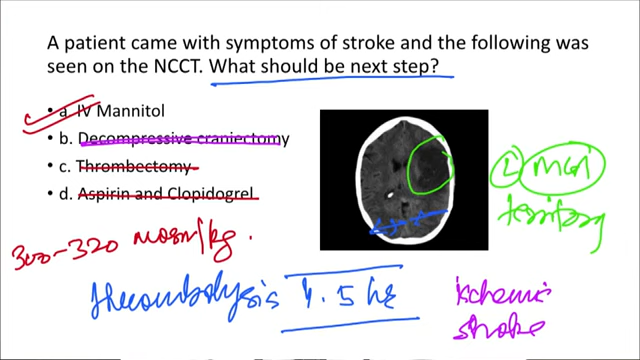 A patient came with symptoms of stroke and the following was
seen on the NCCT. What should be next step?
• a. IV Mannitol
• b. Decompressive craniectomy
• c. Thrombectomy
• d. Aspirin and Clopidogrel
L MCA
territory
300-320 mosm/kg.
thrombolysis 4.5 hr
ischemic
stroke